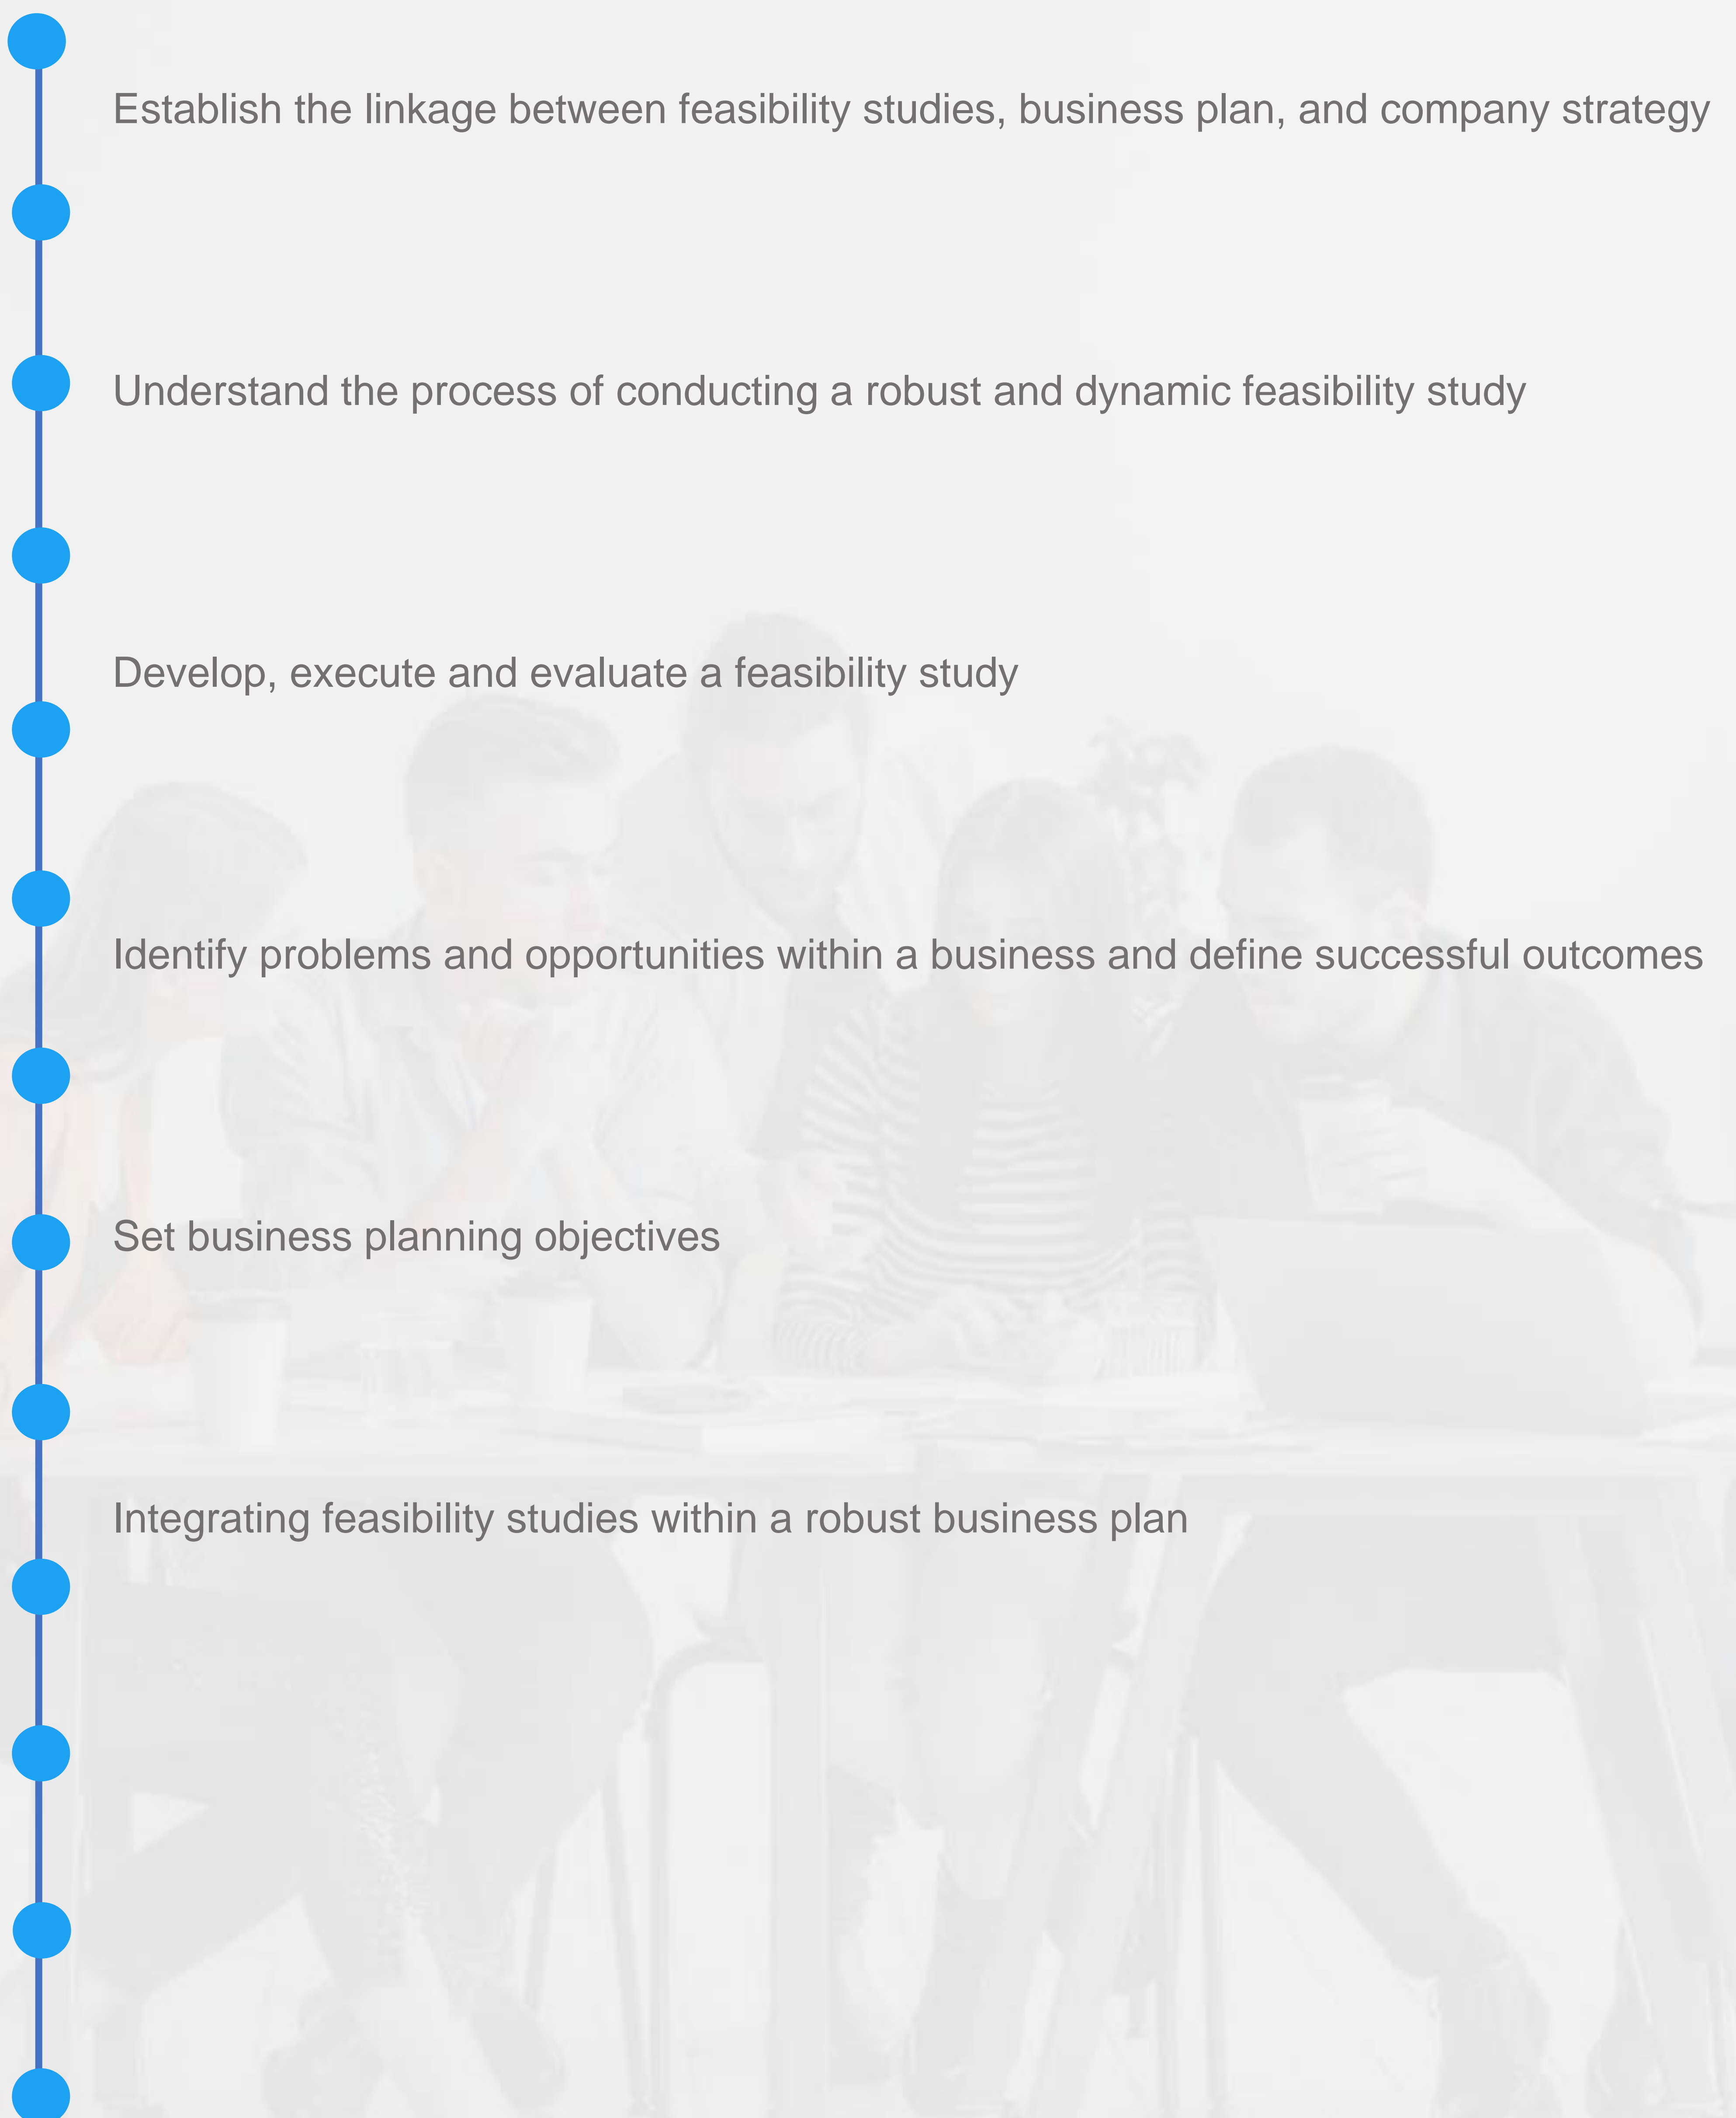 Establish the linkage between feasibility studies, business plan, and company strategy
Understand the process of conducting a robust and dynamic feasibility study
Develop, execute and evaluate a feasibility study
Identify problems and opportunities within a business and define successful outcomes
Set business planning objectives
Integrating feasibility studies within a robust business plan